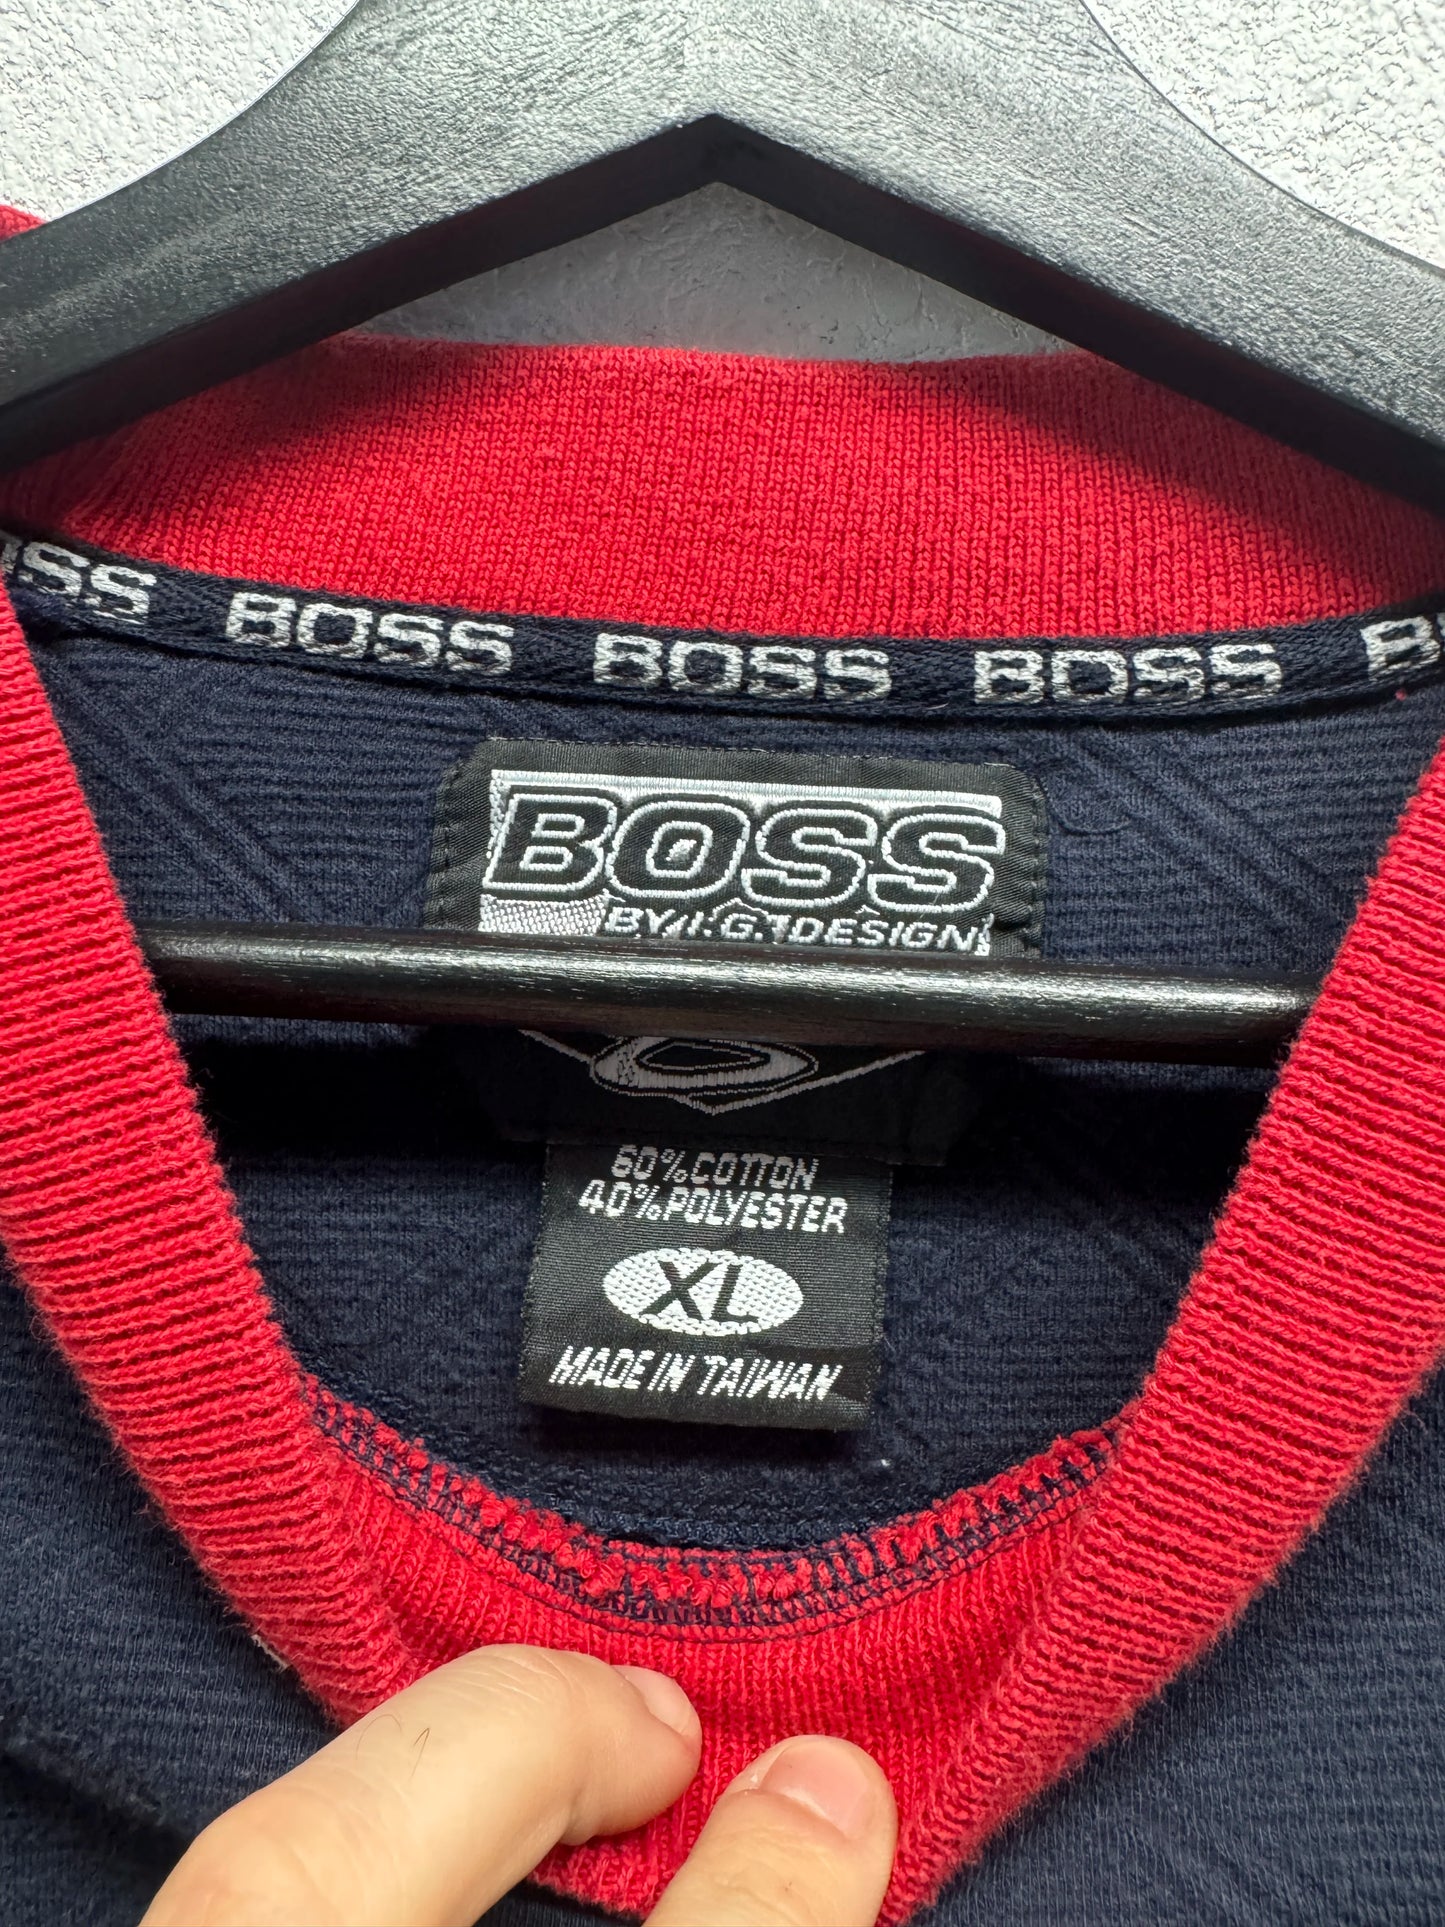 BOSS BOSS BOSS
BOSS
BY I.G. DESIGN
60% COTTON
40% POLYESTER
XL
MADE IN TAIWAN